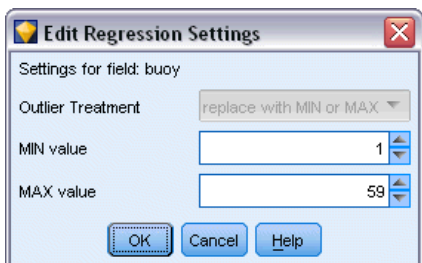 Edit Regression Settings
Settings for field: buoy
Outlier Treatment replace with MIN or MAX
MIN value 1
MAX value 59
OK Cancel Help